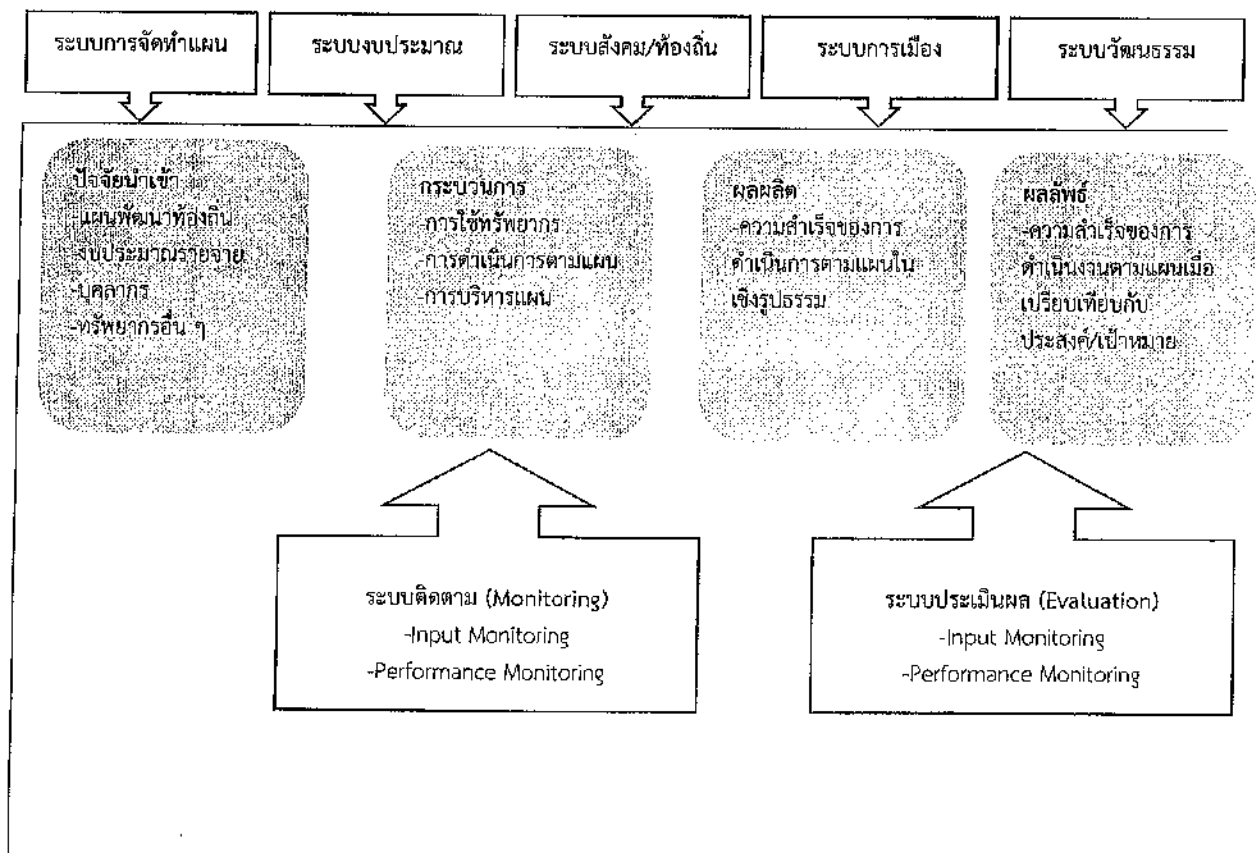 ระบบการจัดทำแผน
ระบบงบประมาณ
ระบบสังคม/ท้องถิ่น
ระบบการเมือง
ระบบวัฒนธรรม
ปัจจัยนำเข้า
-แผนพัฒนาท้องถิ่น
-งบประมาณรายจ่าย
-บุคลากร
-ทรัพยากรอื่น ๆ
กระบวนการ
-การใช้ทรัพยากร
-การดำเนินการตามแผน
-การบริหารแผน
ผลผลิต
-ความสำเร็จของการ
ดำเนินการตามแผนใน
เชิงรูปธรรม
ผลลัพธ์
-ความสำเร็จของการ
ดำเนินงานตามแผนเมื่อ
เปรียบเทียบกับ
ประสงค์/เป้าหมาย
ระบบติดตาม (Monitoring)
-Input Monitoring
-Performance Monitoring
ระบบประเมินผล (Evaluation)
-Input Monitoring
-Performance Monitoring